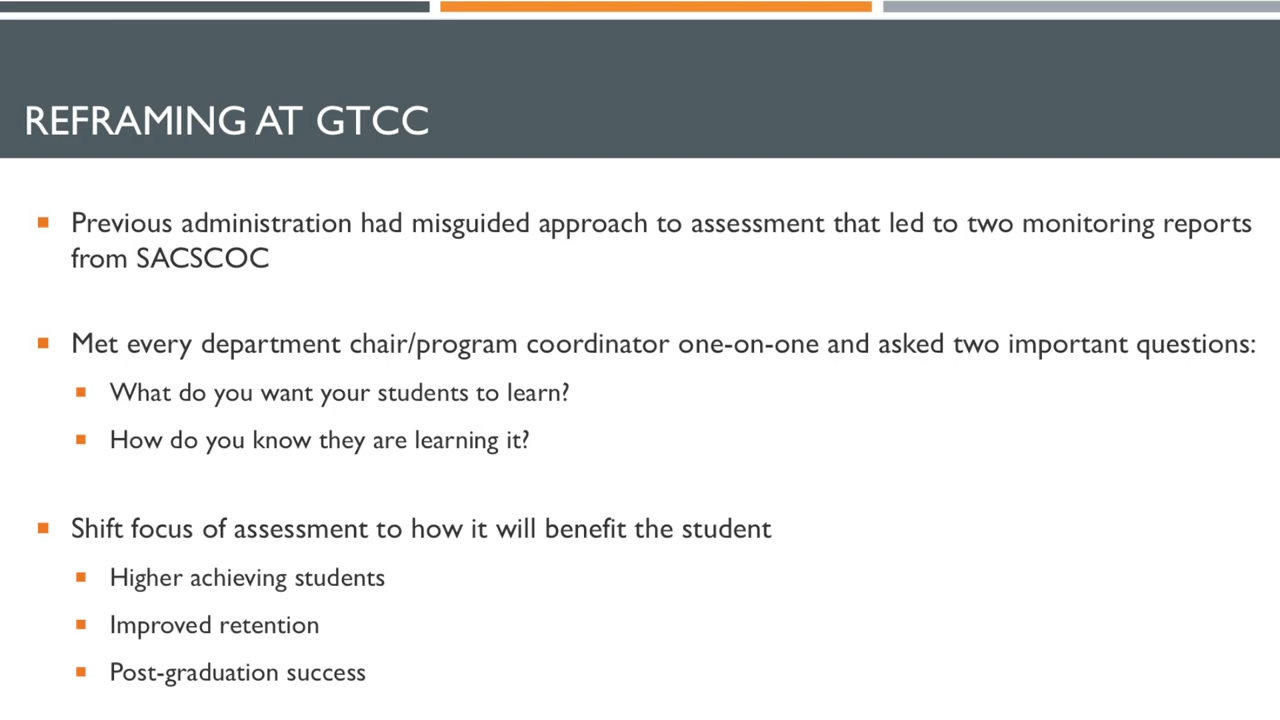 REFRAMING AT GTCC
Previous administration had misguided approach to assessment that led to two monitoring reports
from SACSCOC
Met every department chair/program coordinator one-on-one and asked two important questions:
What do you want your students to learn?
How do you know they are learning it?
Shift focus of assessment to how it will benefit the student
Higher achieving students
Improved retention
Post-graduation success